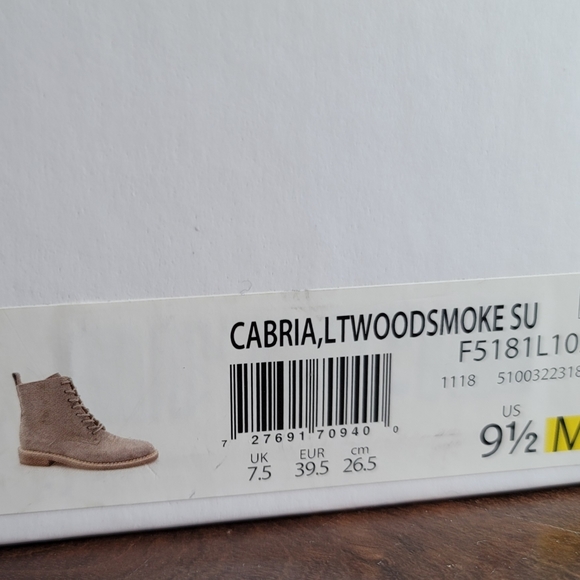 CABRIA,LTWOODSMOKE SU
F5181L10
1118 5100322318
7 27691 70940 0
UK EUR cm
7.5 39.5 26.5
US
9½ M